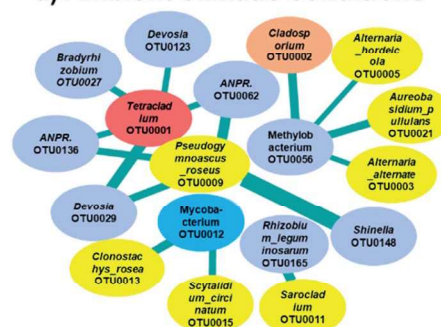 Devosia
OTU0123
Bradyrhi
zobium
OTU0027
Tetraclad
ium
OTU0001
ANPR.
OTU0062
ANPR.
OTU0136
Pseudogy
mnoascus
_roseus
OTU0009
Devosia
OTU0029
Clonostac
hys_rosea
OTU0013
Mycoba-
cterium
OTU0012
Scytalidi
um_circi
natum
OTU0015
Cladosp
orium
OTU0002
Alternaria
_hordeic
ola
OTU0005
Aureoba
sidium_p
ullulans
OTU0021
Methylob
acterium
OTU0056
Alternaria
_alternate
OTU0003
Rhizobiu
m_legum
inosarum
OTU0165
Shinella
OTU0148
Saroclad
ium
OTU0011